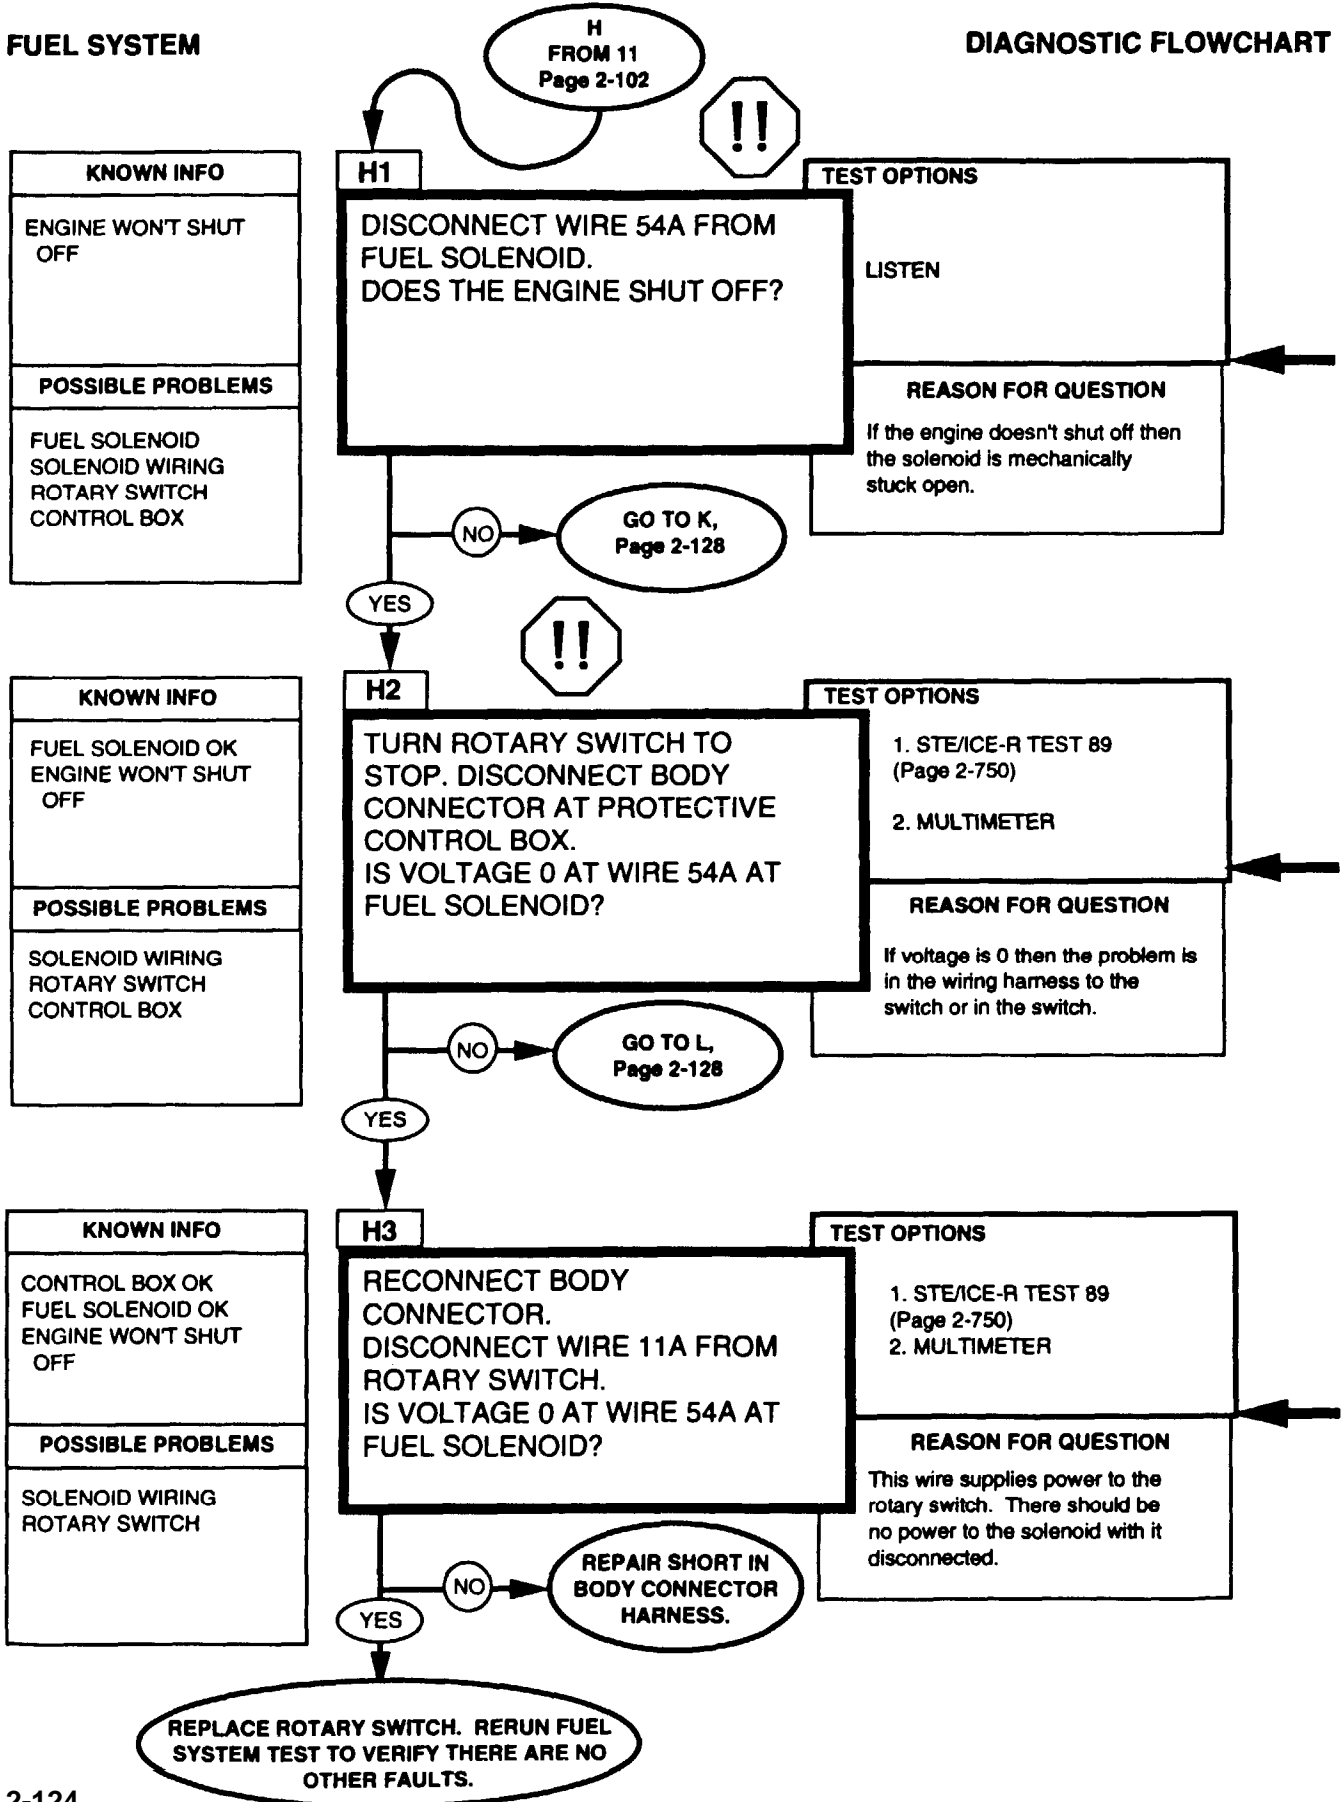 FUEL SYSTEM
DIAGNOSTIC FLOWCHART
H
FROM 11
Page 2-102
!!
KNOWN INFO
ENGINE WON'T SHUT
OFF
POSSIBLE PROBLEMS
FUEL SOLENOID
SOLENOID WIRING
ROTARY SWITCH
CONTROL BOX
H1
DISCONNECT WIRE 54A FROM
FUEL SOLENOID.
DOES THE ENGINE SHUT OFF?
TEST OPTIONS
LISTEN
REASON FOR QUESTION
If the engine doesn't shut off then
the solenoid is mechanically
stuck open.
NO
GO TO K,
Page 2-128
YES
!!
KNOWN INFO
FUEL SOLENOID OK
ENGINE WON'T SHUT
OFF
POSSIBLE PROBLEMS
SOLENOID WIRING
ROTARY SWITCH
CONTROL BOX
H2
TURN ROTARY SWITCH TO
STOP. DISCONNECT BODY
CONNECTOR AT PROTECTIVE
CONTROL BOX.
IS VOLTAGE 0 AT WIRE 54A AT
FUEL SOLENOID?
TEST OPTIONS
1. STE/ICE-R TEST 89
(Page 2-750)
2. MULTIMETER
REASON FOR QUESTION
If voltage is 0 then the problem is
in the wiring harness to the
switch or in the switch.
NO
GO TO L,
Page 2-128
YES
KNOWN INFO
CONTROL BOX OK
FUEL SOLENOID OK
ENGINE WON'T SHUT
OFF
POSSIBLE PROBLEMS
SOLENOID WIRING
ROTARY SWITCH
H3
RECONNECT BODY
CONNECTOR.
DISCONNECT WIRE 11A FROM
ROTARY SWITCH.
IS VOLTAGE 0 AT WIRE 54A AT
FUEL SOLENOID?
TEST OPTIONS
1. STE/ICE-R TEST 89
(Page 2-750)
2. MULTIMETER
REASON FOR QUESTION
This wire supplies power to the
rotary switch. There should be
no power to the solenoid with it
disconnected.
NO
REPAIR SHORT IN
BODY CONNECTOR
HARNESS.
YES
REPLACE ROTARY SWITCH. RERUN FUEL
SYSTEM TEST TO VERIFY THERE ARE NO
OTHER FAULTS.
2-124